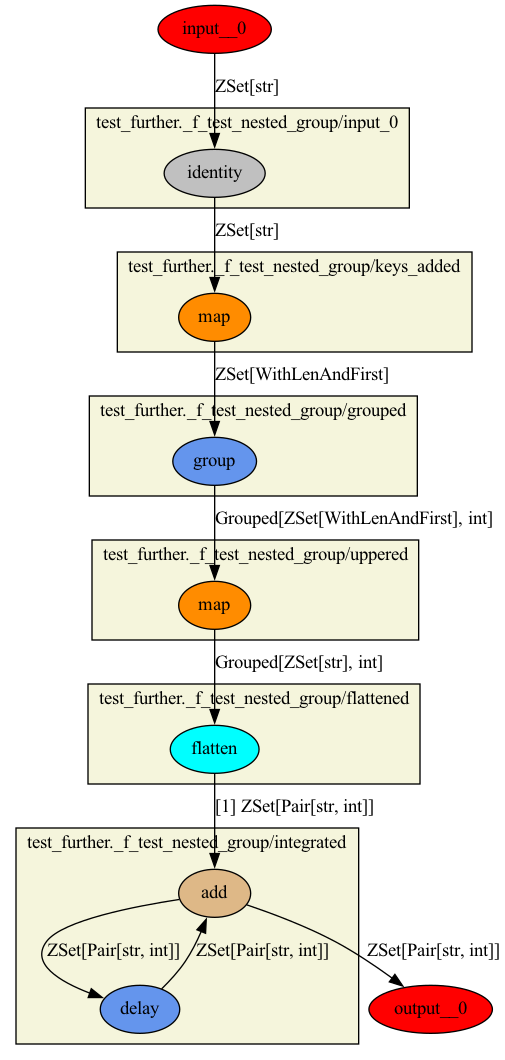 input__0
ZSet[str]
test_further._f_test_nested_group/input_0
identity
ZSet[str]
test_further._f_test_nested_group/keys_added
map
ZSet[WithLenAndFirst]
test_further._f_test_nested_group/grouped
group
Grouped[ZSet[WithLenAndFirst], int]
test_further._f_test_nested_group/uppered
map
Grouped[ZSet[str], int]
test_further._f_test_nested_group/flattened
flatten
[1] ZSet[Pair[str, int]]
test_further._f_test_nested_group/integrated
add
ZSet[Pair[str, int]]
ZSet[Pair[str, int]]
ZSet[Pair[str, int]]
delay
output__0